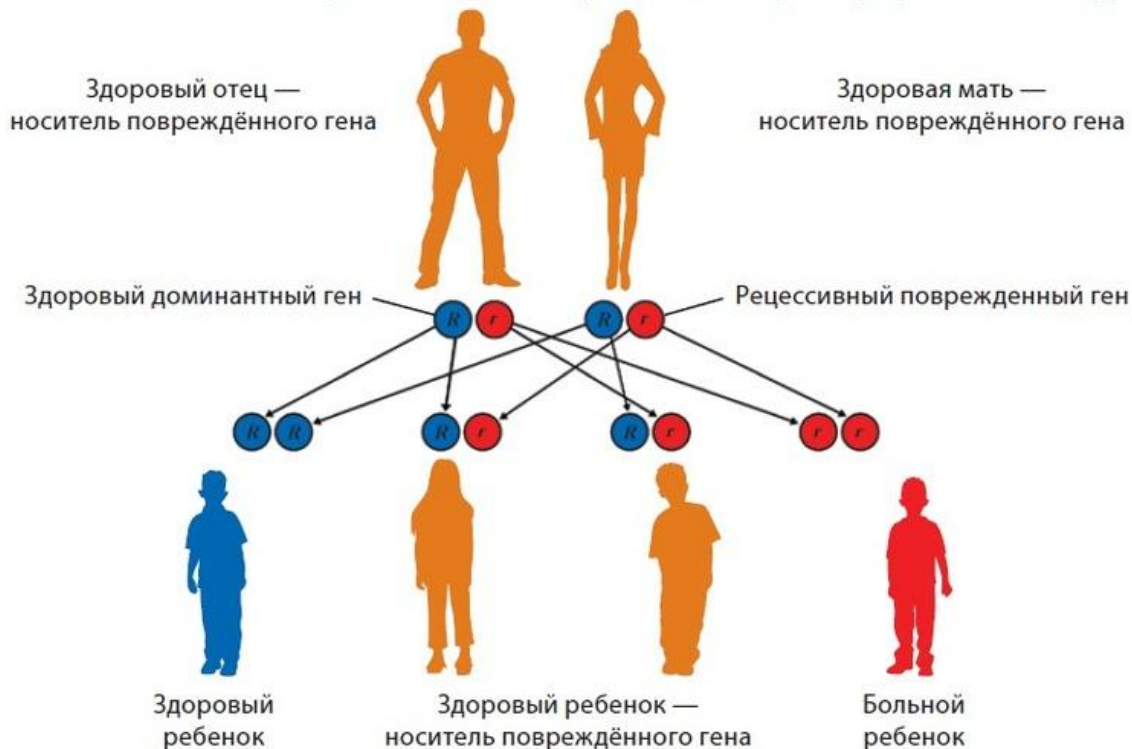 Здоровый отец —
носитель повреждённого гена
Здоровая мать —
носитель повреждённого гена
Здоровый доминантный ген
Рецессивный поврежденный ген
R r R r
R R R r R r r r
Здоровый
ребенок
Здоровый ребенок —
носитель повреждённого гена
Больной
ребенок